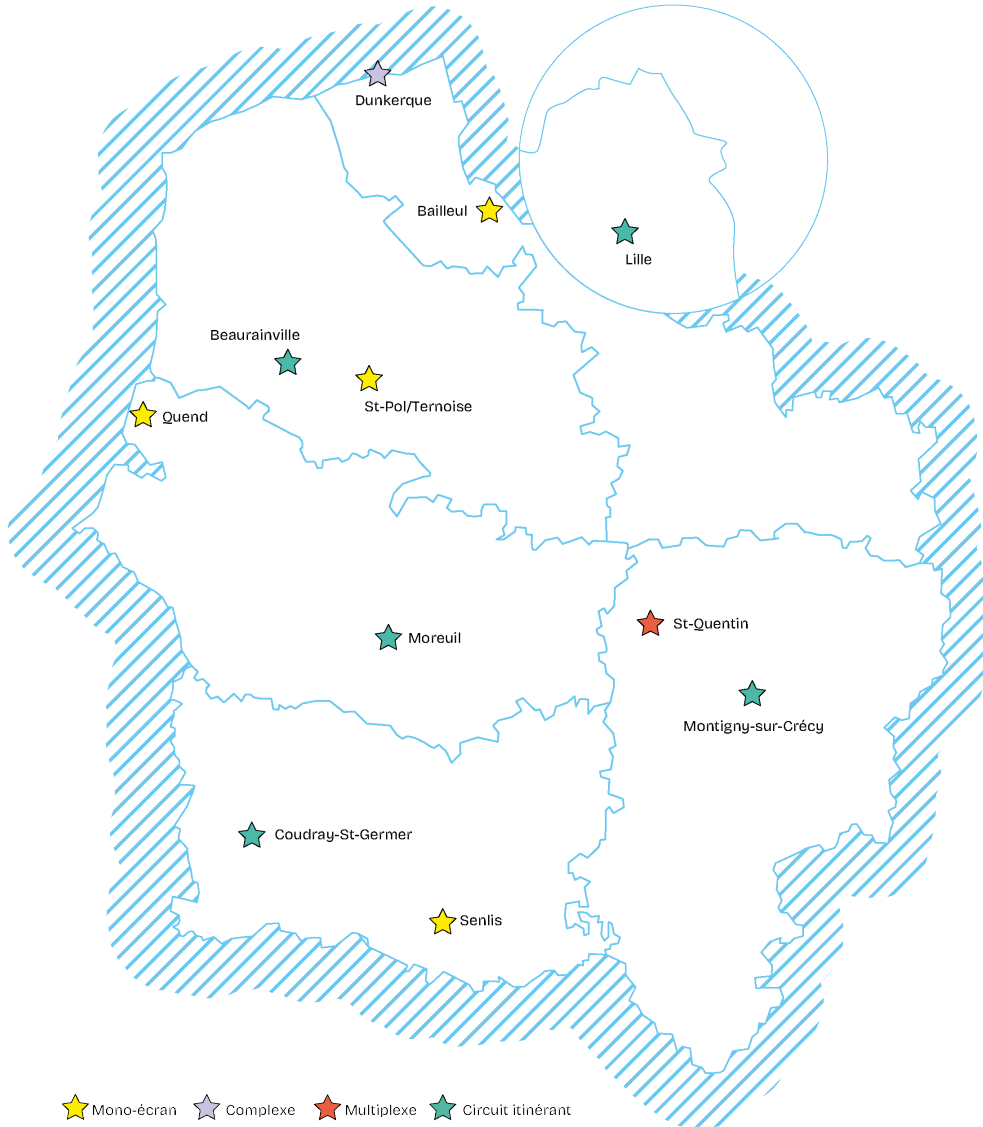 Dunkerque
Bailleul
Lille
Beaurainville
St-Pol/Ternoise
Quend
St-Quentin
Moreuil
Montigny-sur-Crécy
Coudray-St-Germer
Senlis
Mono-écran Complexe Multiplexe Circuit itinérant